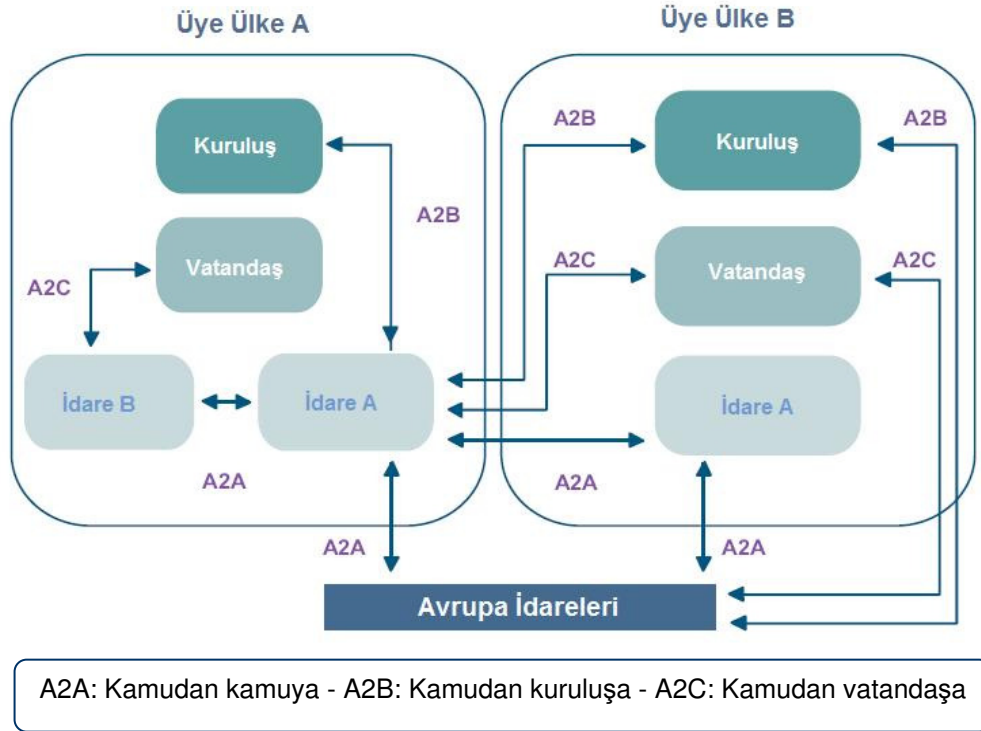 Üye Ülke A
Üye Ülke B
A2B
A2B
Kuruluş
Kuruluş
A2B
Vatandaş
A2C
A2C
Vatandaş
A2C
İdare B
İdare A
İdare A
A2A
A2A
A2A
A2A
Avrupa İdareleri
A2A: Kamudan kamuya - A2B: Kamudan kuruluşa - A2C: Kamudan vatandaşa